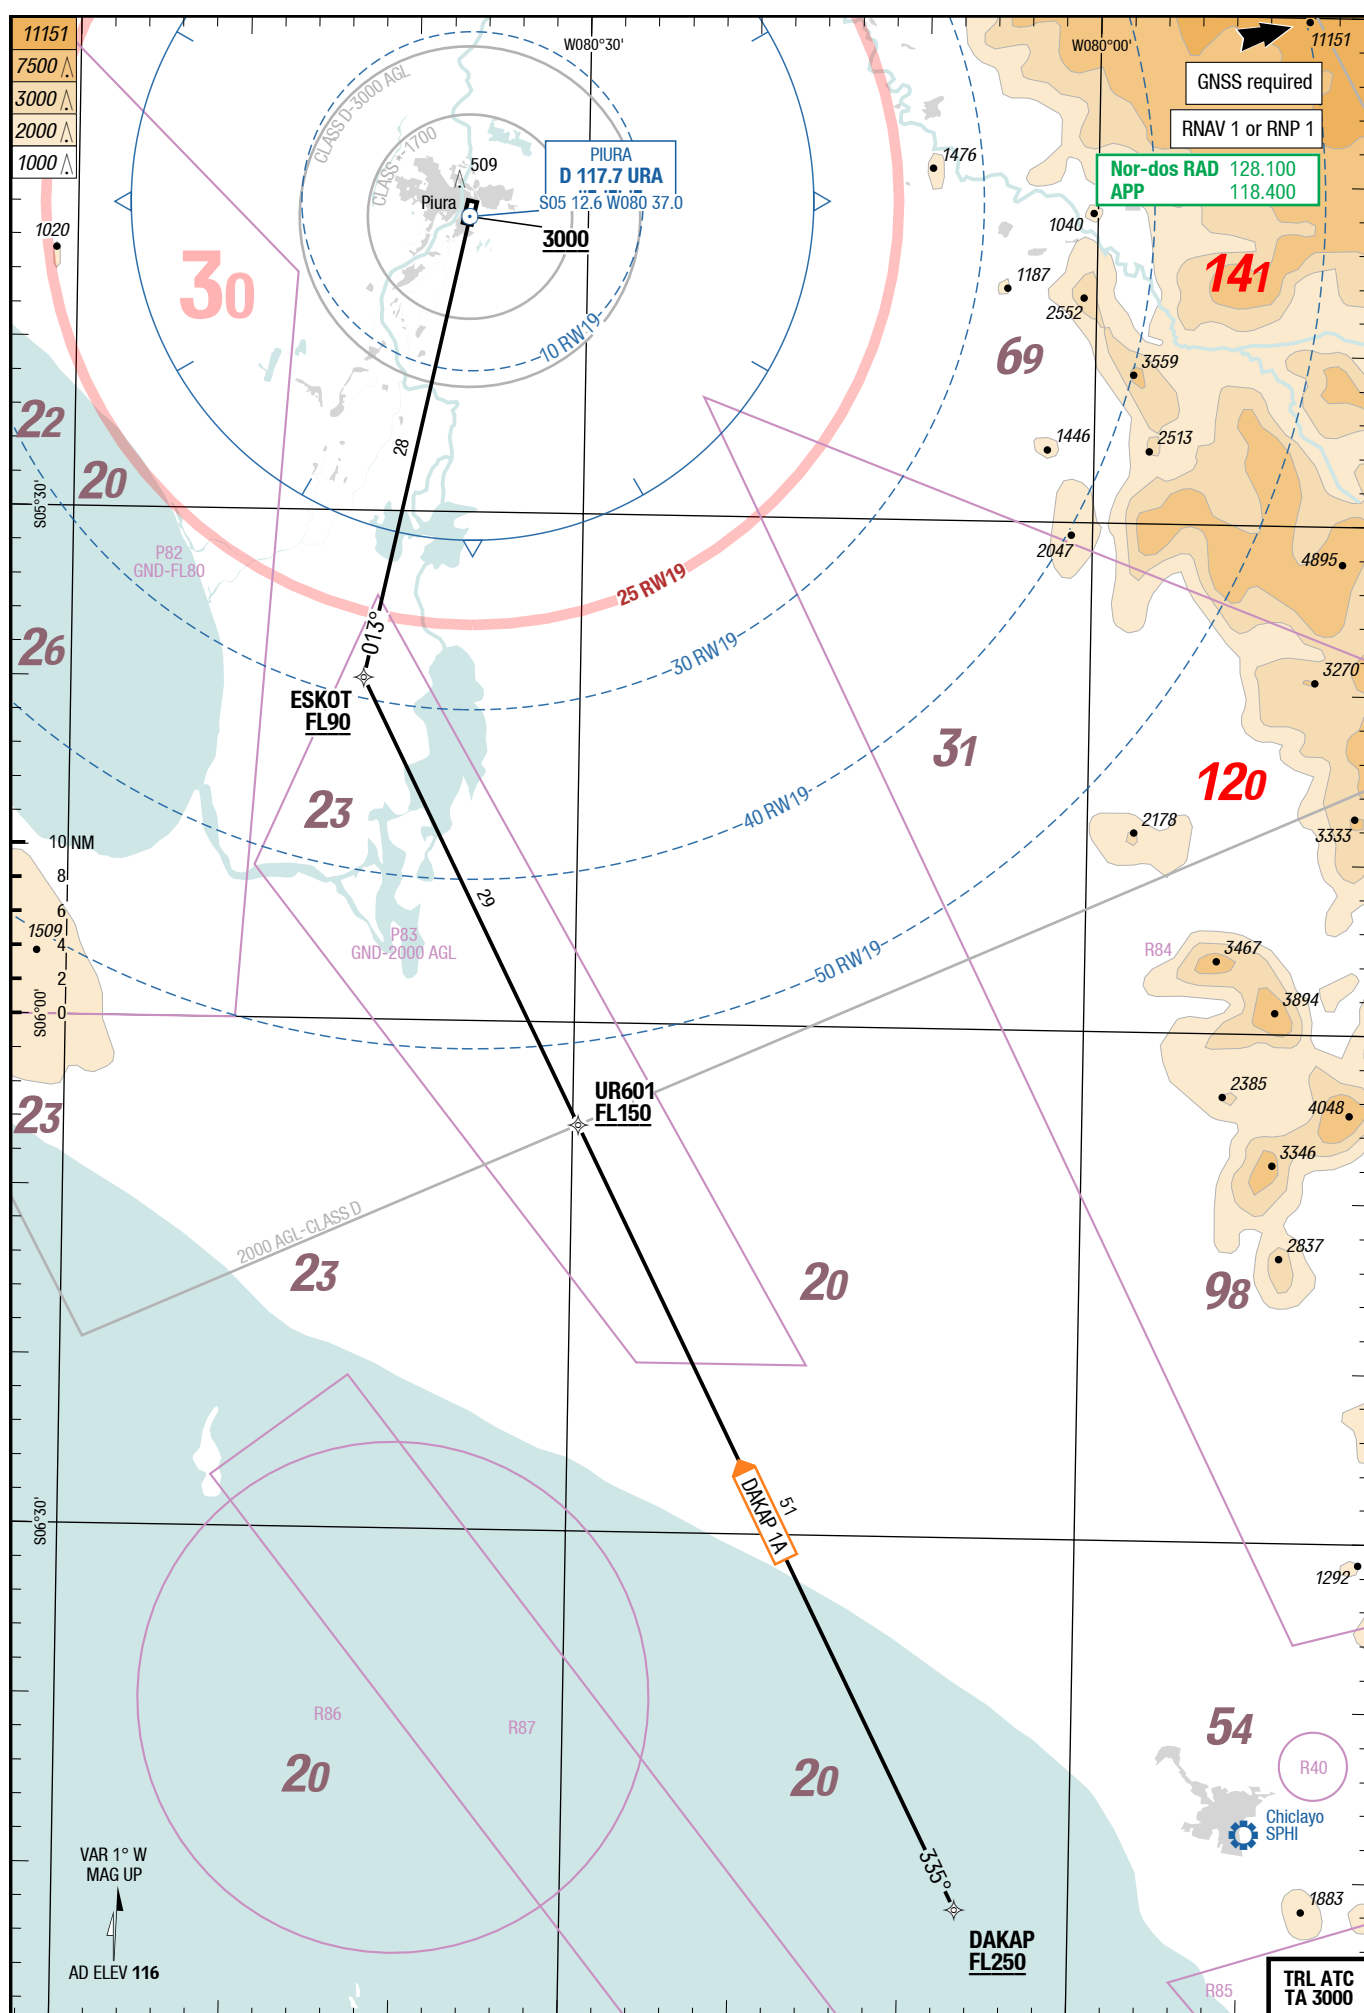 11151
7500
3000
2000
1000
W080°30'
W080°00'
11151
GNSS required
RNAV 1 or RNP 1
Nor-dos RAD 128.100
APP 118.400
CLASS D-3000 AGL
CLASS *-1700
509
Piura
PIURA
D 117.7 URA
S05 12.6 W080 37.0
3000
1476
1040
1020
30
1187
2552
141
10 RW19
69
3559
22
20
28
1446
2513
S05°30'
P82
GND-FL80
2047
4895
25 RW19
013°
26
30 RW19
3270
ESKOT
FL90
31
120
23
40 RW19
2178
3333
10 NM
8
6
4
2
0
29
1509
P83
GND-2000 AGL
50 RW19
R84
3467
3894
S06°00'
UR601
FL150
2385
4048
23
3346
2000 AGL-CLASS D
23
20
2837
98
S06°30'
51
DAKAP 1A
1292
R86
R87
20
20
54
R40
Chiclayo
SPHI
VAR 1° W
MAG UP
335°
1883
DAKAP
FL250
AD ELEV 116
R85
TRL ATC
TA 3000